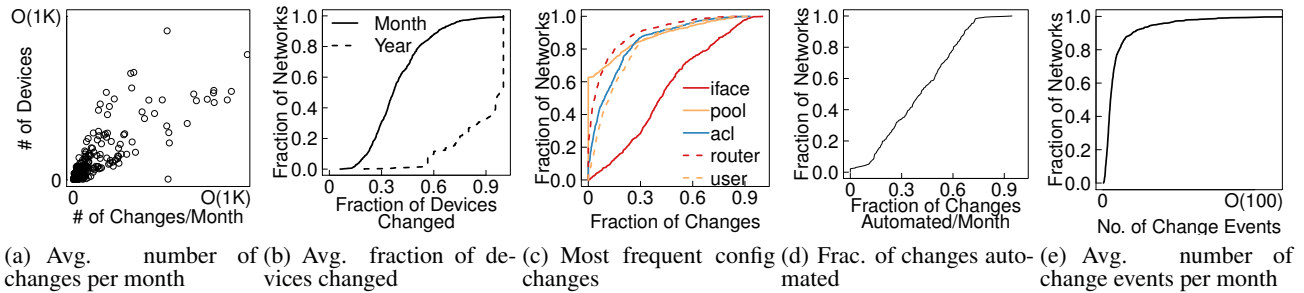 O(1K)
# of Devices
0
0
O(1K)
# of Changes/Month
(a) Avg. number of
changes per month
1.0
0.8
0.6
0.4
0.2
0.0
Fraction of Networks
Month
Year
0.3
0.6
0.9
Fraction of Devices
Changed
(b) Avg. fraction of de-
vices changed
1.0
0.8
0.6
0.4
0.2
0.0
Fraction of Networks
iface
pool
acl
router
user
0
0.3
0.6
0.9
Fraction of Changes
(c) Most frequent config
changes
1.0
0.8
0.6
0.4
0.2
0.0
Fraction of Networks
0
0.3
0.6
0.9
Fraction of Changes
Automated/Month
(d) Frac. of changes auto-
mated
1.0
0.8
0.6
0.4
0.2
0.0
Fraction of Networks
0
O(100)
No. of Change Events
(e) Avg. number of
change events per month